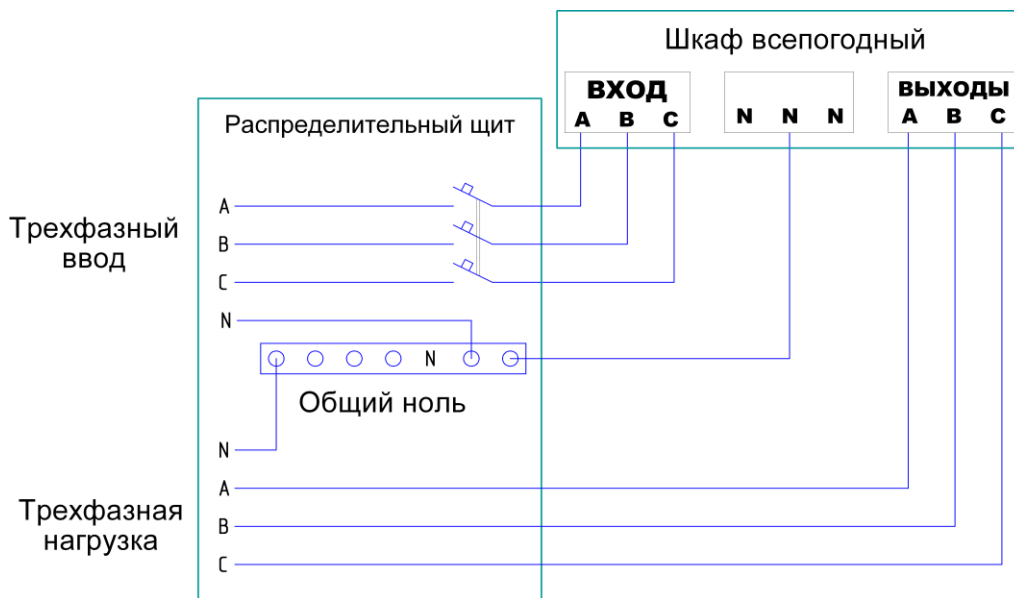 Шкаф всепогодный
ВХОД
A B C
N N N
ВЫХОДЫ
A B C
Распределительный щит
Трехфазный
ввод
A
B
C
N
N
Общий ноль
Трехфазная
нагрузка
N
A
B
C